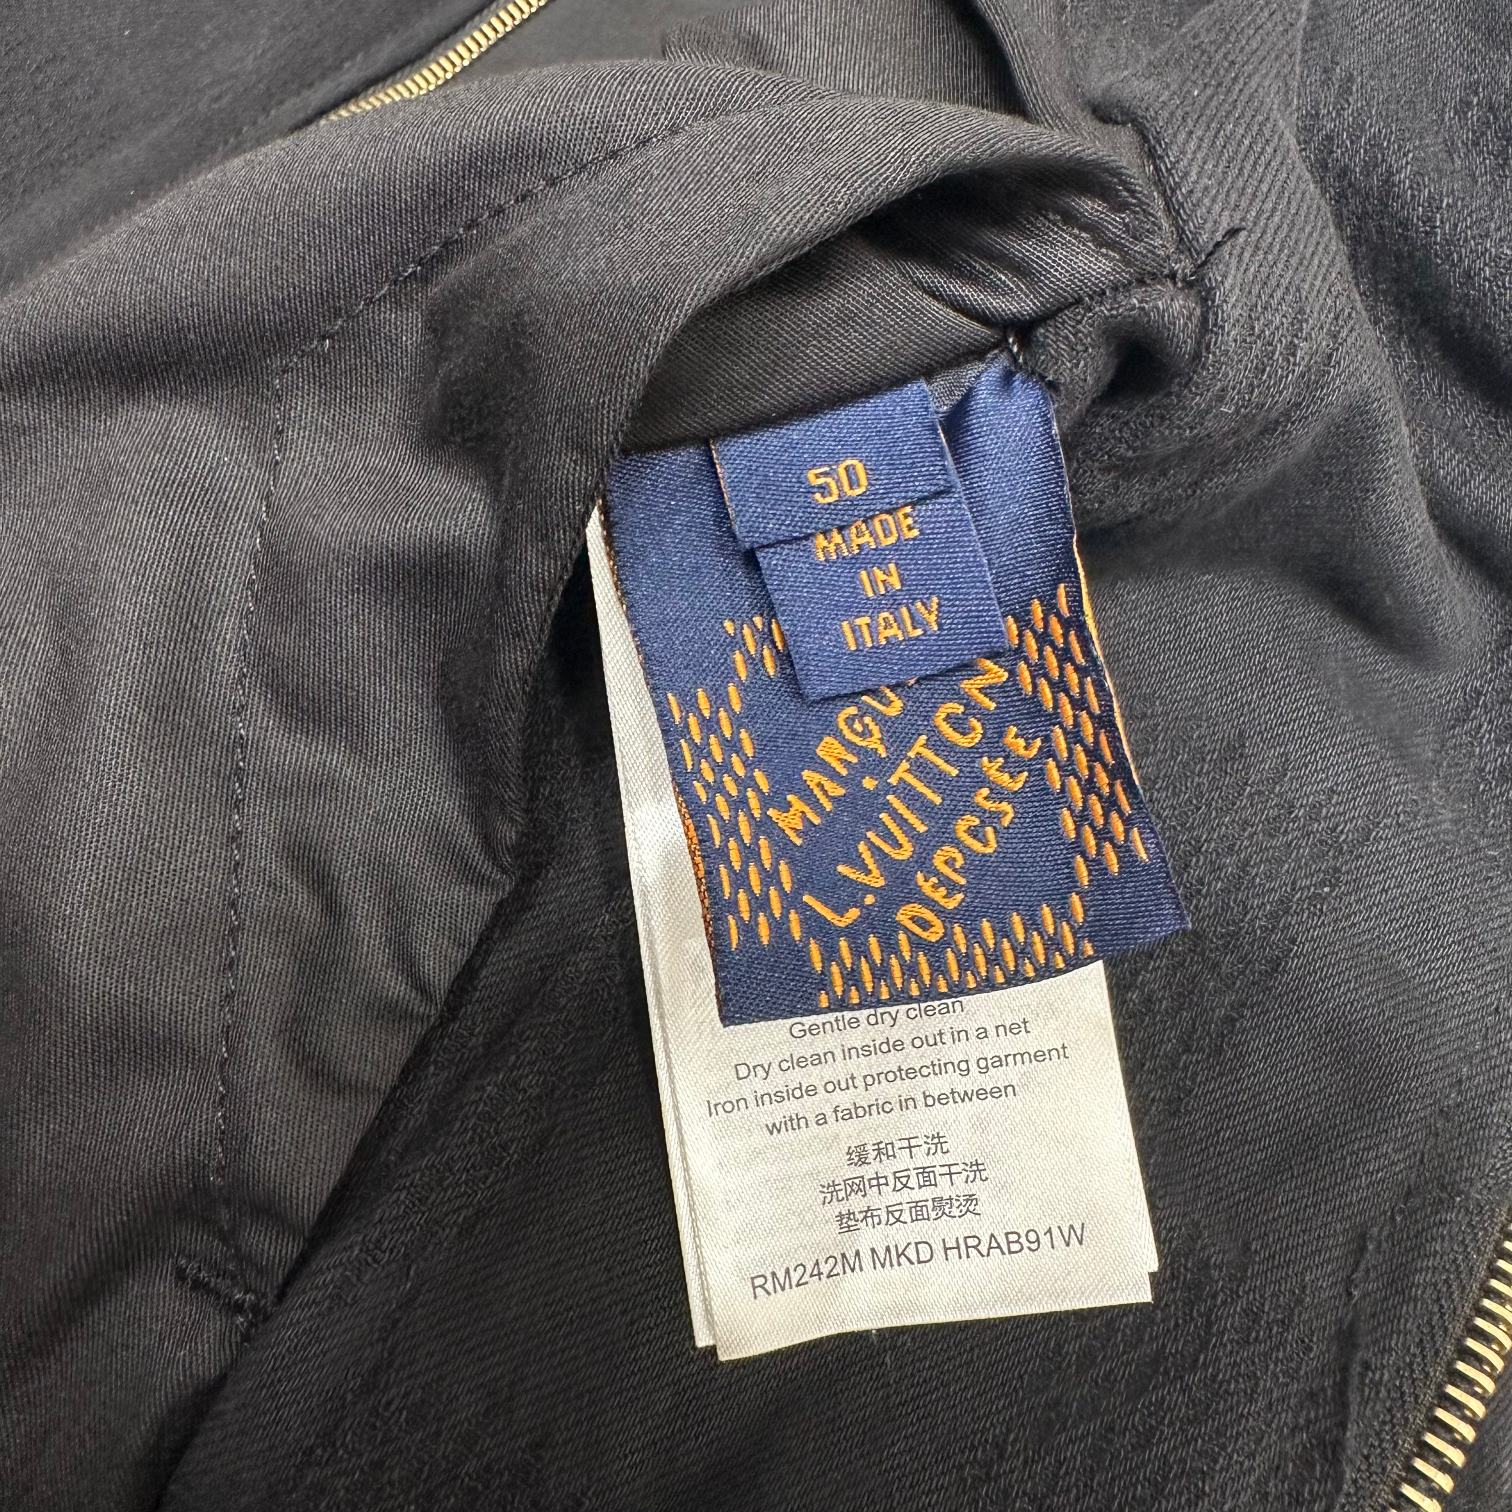 50
MADE
IN
ITALY
MARQU
L.VUITTON
DEPOSEE
Gentle dry clean
Dry clean inside out in a net
Iron inside out protecting garment
with a fabric in between
缓和干洗
洗网中反面干洗
垫布反面熨烫
RM242M MKD HRAB91W